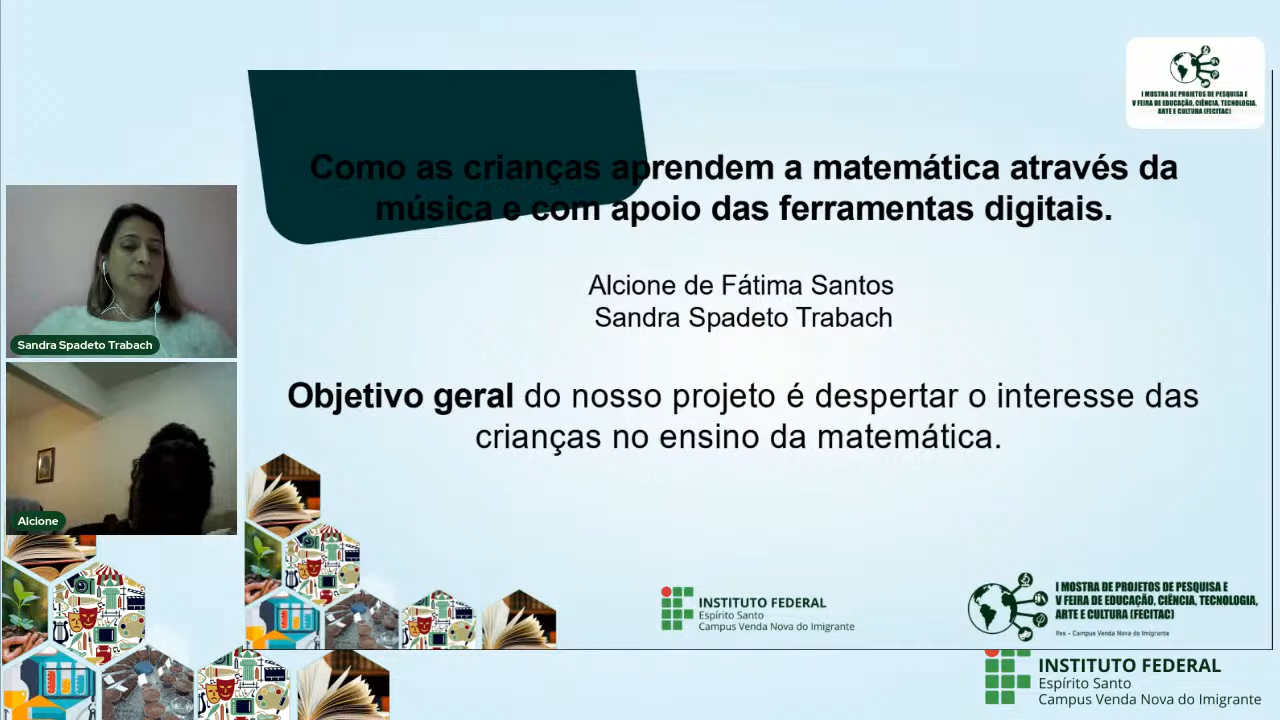 I MOSTRA DE PROJETOS DE PESQUISA E
V FEIRA DE EDUCAÇÃO, CIÊNCIA, TECNOLOGIA,
ARTE E CULTURA (FECITAC)
Como as crianças aprendem a matemática através da
música e com apoio das ferramentas digitais.
Alcione de Fátima Santos
Sandra Spadeto Trabach
Objetivo geral do nosso projeto é despertar o interesse das
crianças no ensino da matemática.
Sandra Spadeto Trabach
Alcione
INSTITUTO FEDERAL
Espírito Santo
Campus Venda Nova do Imigrante
I MOSTRA DE PROJETOS DE PESQUISA E
V FEIRA DE EDUCAÇÃO, CIÊNCIA, TECNOLOGIA,
ARTE E CULTURA (FECITAC)
Ifes - Campus Venda Nova do Imigrante
INSTITUTO FEDERAL
Espírito Santo
Campus Venda Nova do Imigrante